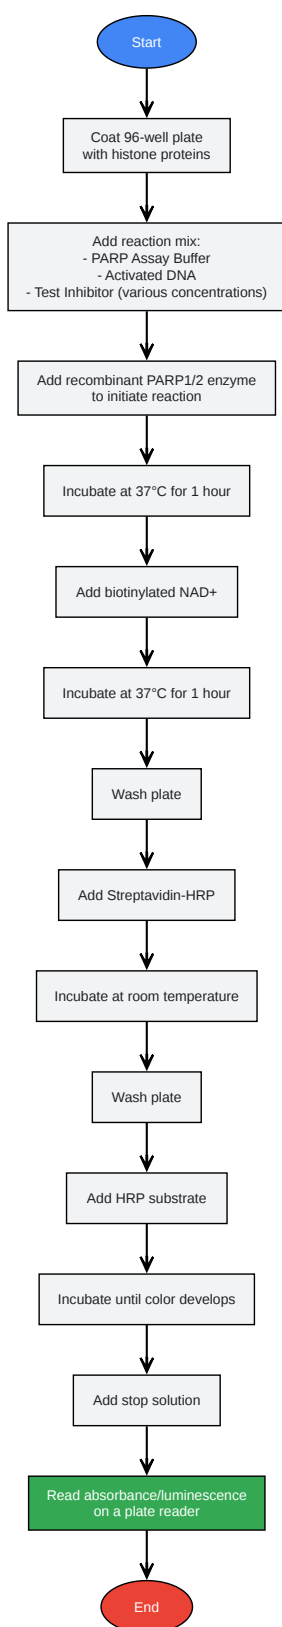 Start
Coat 96-well plate
with histone proteins
Add reaction mix:
- PARP Assay Buffer
- Activated DNA
- Test Inhibitor (various concentrations)
Add recombinant PARP1/2 enzyme
to initiate reaction
Incubate at 37°C for 1 hour
Add biotinylated NAD+
Incubate at 37°C for 1 hour
Wash plate
Add Streptavidin-HRP
Incubate at room temperature
Wash plate
Add HRP substrate
Incubate until color develops
Add stop solution
Read absorbance/luminescence
on a plate reader
End